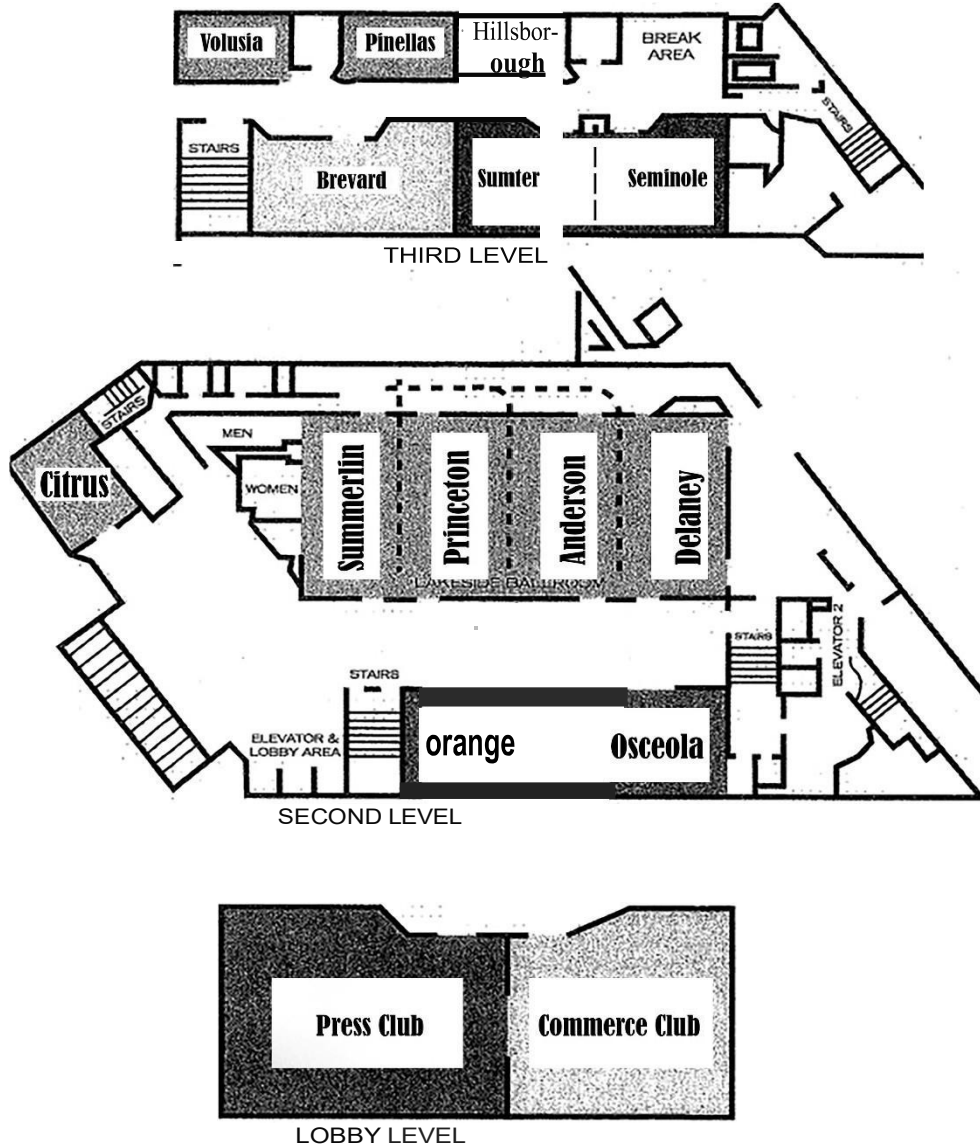 Volusia
Pinellas
Hillsbor-
ough
BREAK
AREA
STAIRS
STAIRS
Brevard
Sumter
Seminole
THIRD LEVEL
STAIRS
MEN
Citrus
WOMEN
Summerlin
Princeton
Anderson
Delaney
LAKESIDE BALLROOM
STAIRS
ELEVATOR 2
STAIRS
ELEVATOR &
LOBBY AREA
orange
Osceola
SECOND LEVEL
Press Club
Commerce Club
LOBBY LEVEL